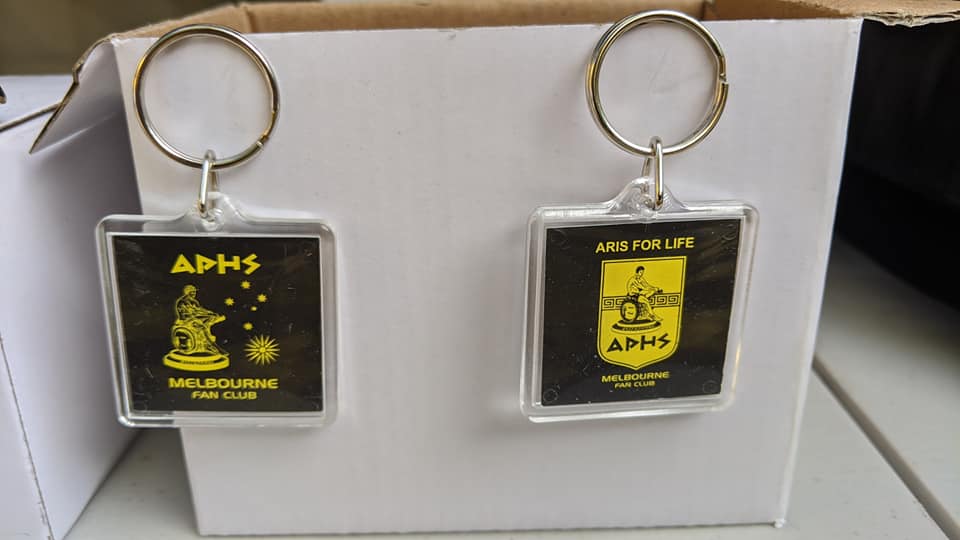 ΑΡΗΣ
MELBOURNE
FAN CLUB
ARIS FOR LIFE
ΑΡΗΣ
MELBOURNE
FAN CLUB